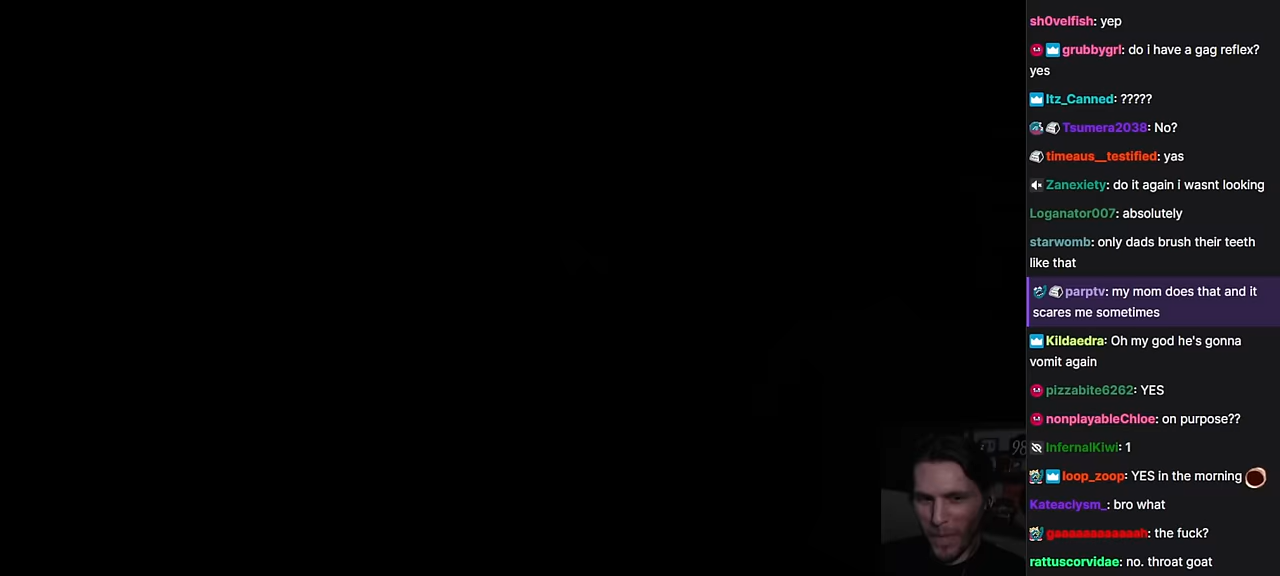 sh0velfish: yep
grubbygrl: do i have a gag reflex?
yes
Itz_Canned: ?????
Tsumera2038: No?
timeaus__testified: yas
Zanexiety: do it again i wasnt looking
Loganator007: absolutely
starwomb: only dads brush their teeth
like that
parptv: my mom does that and it
scares me sometimes
Kildaedra: Oh my god he's gonna
vomit again
pizzabite6262: YES
nonplayableChloe: on purpose??
InfernalKiwi: 1
loop_zoop: YES in the morning
Kateaclysm_: bro what
gaaaaaaaaaaaah: the fuck?
rattuscorvidae: no. throat goat
98